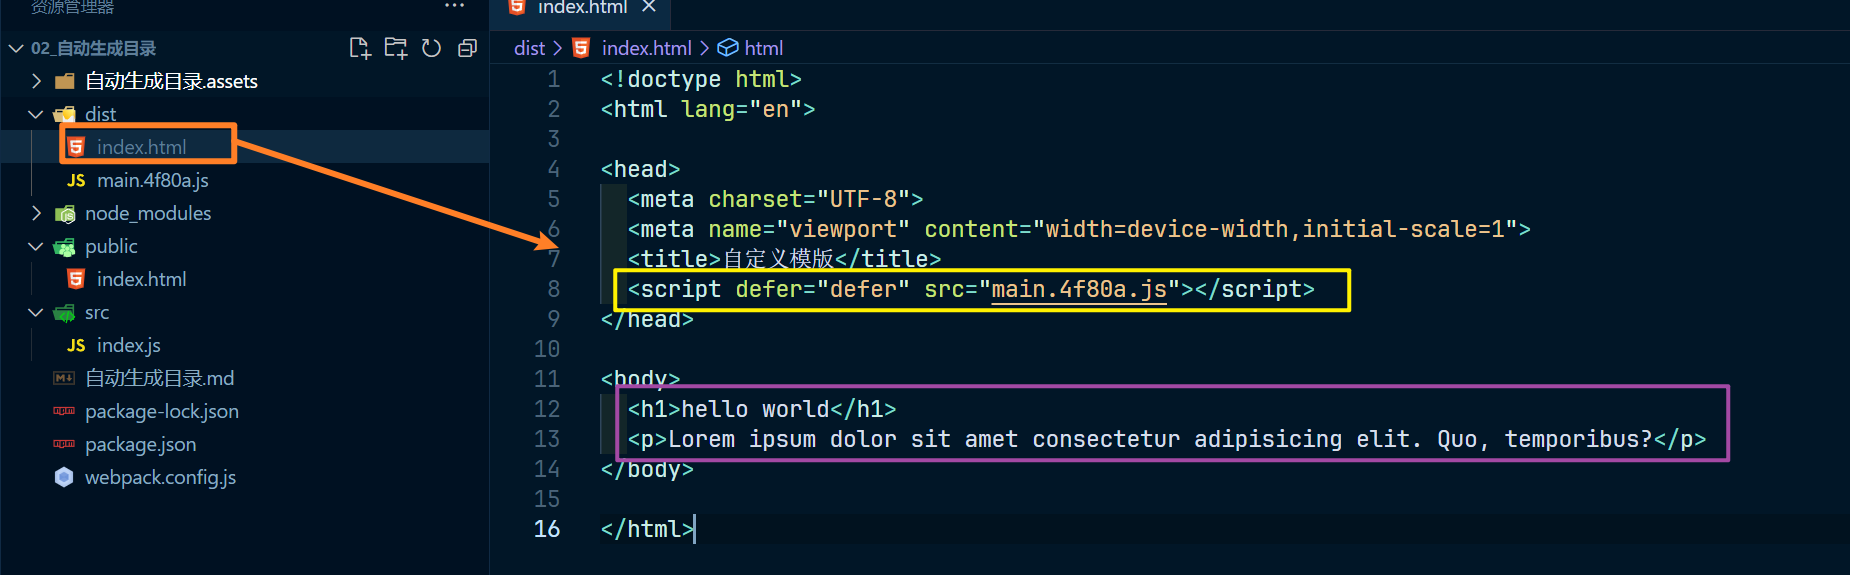 资源管理器
02_自动生成目录
自动生成目录.assets
dist
index.html
JS main.4f80a.js
node_modules
public
index.html
src
JS index.js
自动生成目录.md
package-lock.json
package.json
webpack.config.js
index.html
dist > index.html > html
1 <!doctype html>
2 <html lang="en">
3
4 <head>
5 <meta charset="UTF-8">
6 <meta name="viewport" content="width=device-width,initial-scale=1">
7 <title>自定义模版</title>
8 <script defer="defer" src="main.4f80a.js"></script>
9 </head>
10
11 <body>
12 <h1>hello world</h1>
13 <p>Lorem ipsum dolor sit amet consectetur adipisicing elit. Quo, temporibus?</p>
14 </body>
15
16 </html>